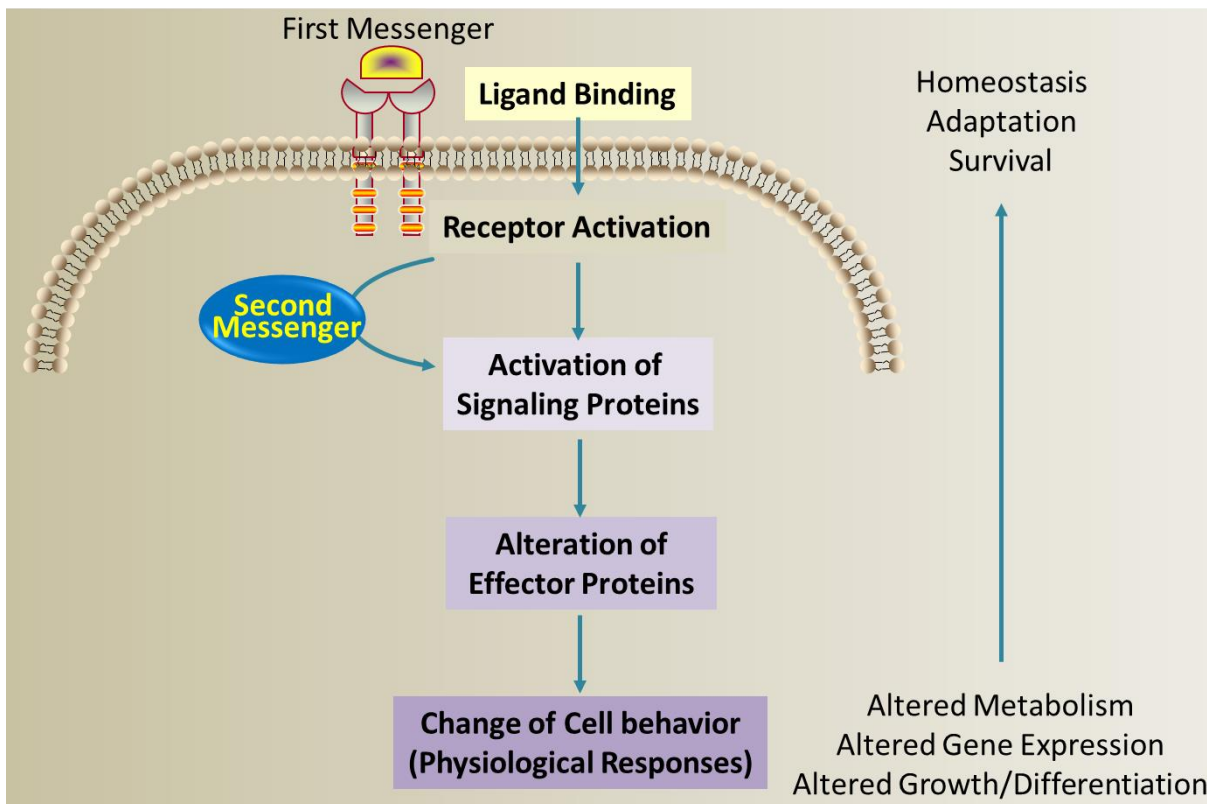 First Messenger
Ligand Binding
Receptor Activation
Second
Messenger
Activation of
Signaling Proteins
Alteration of
Effector Proteins
Change of Cell behavior
(Physiological Responses)
Homeostasis
Adaptation
Survival
Altered Metabolism
Altered Gene Expression
Altered Growth/Differentiation